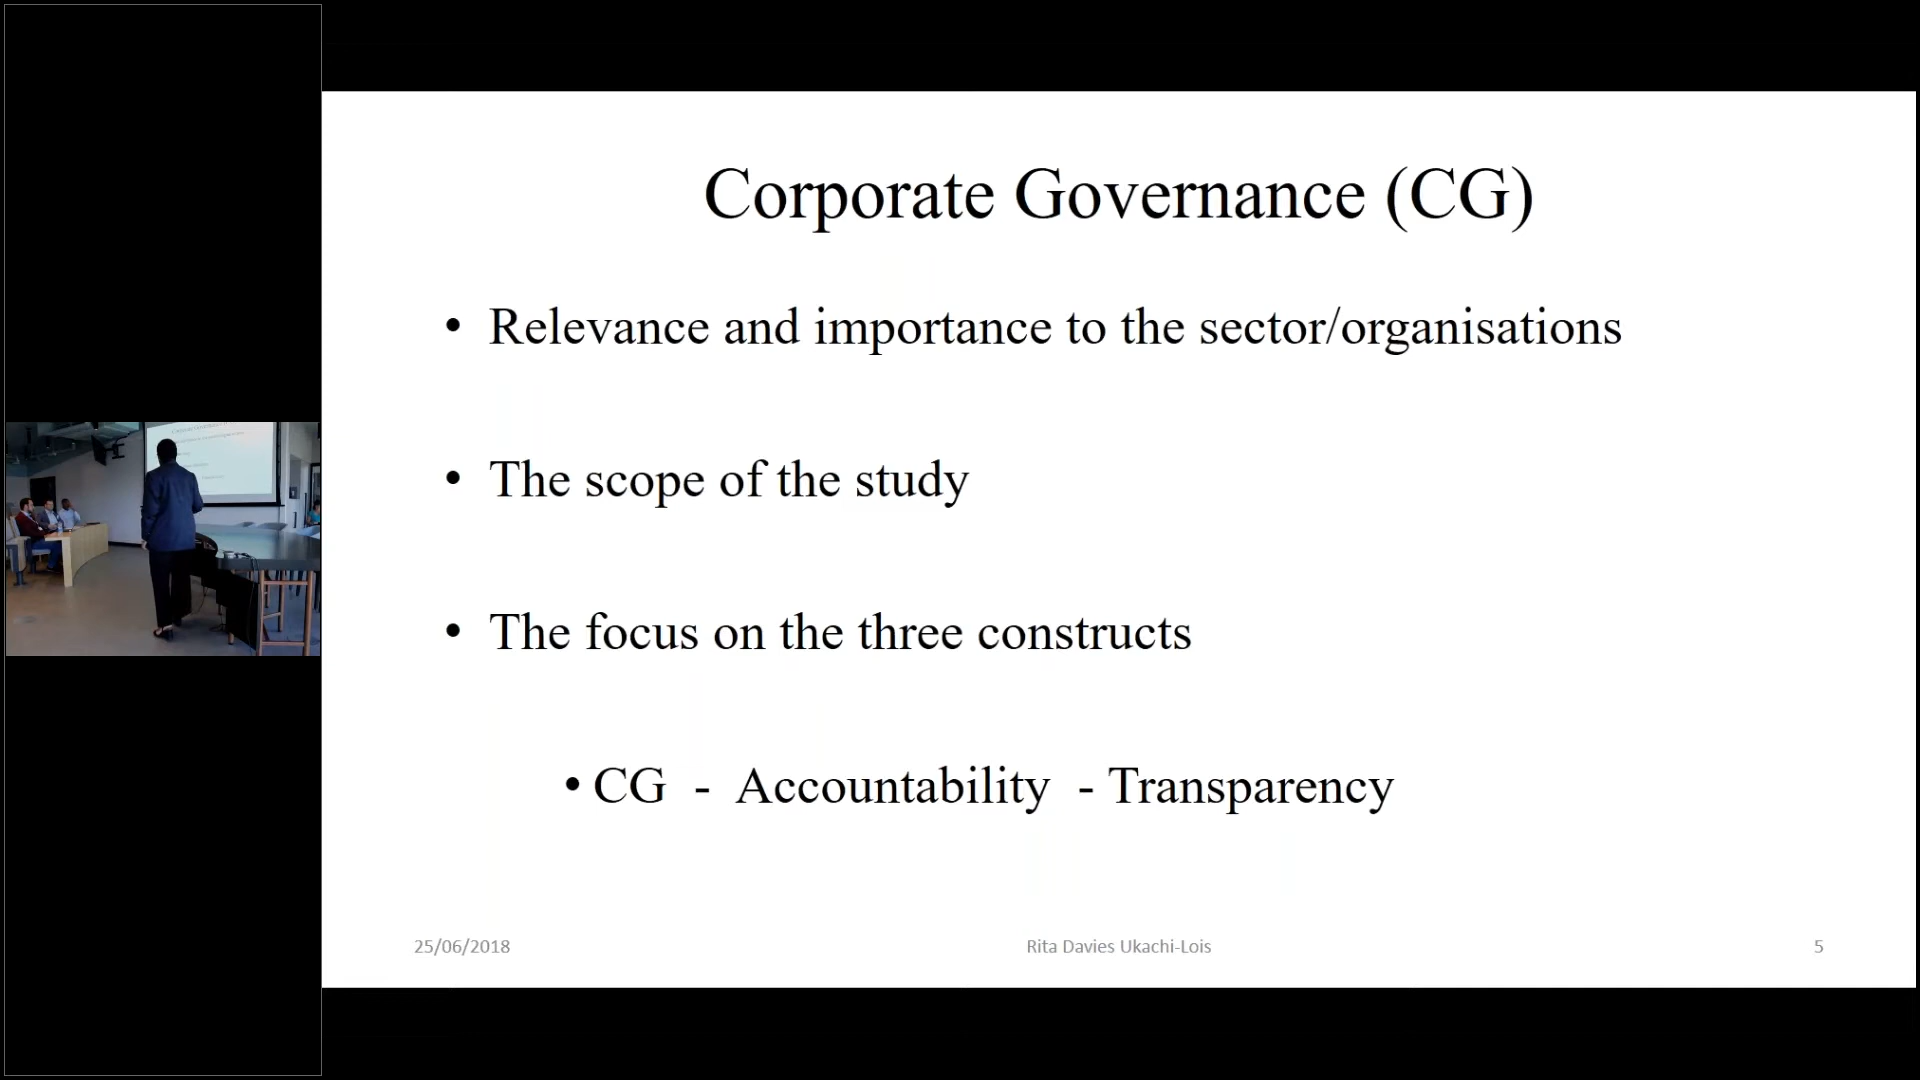 Corporate Governance (CG)
• Relevance and importance to the sector/organisations
• The scope of the study
• The focus on the three constructs
• CG - Accountability - Transparency
25/06/2018
Rita Davies Ukachi-Lois
5